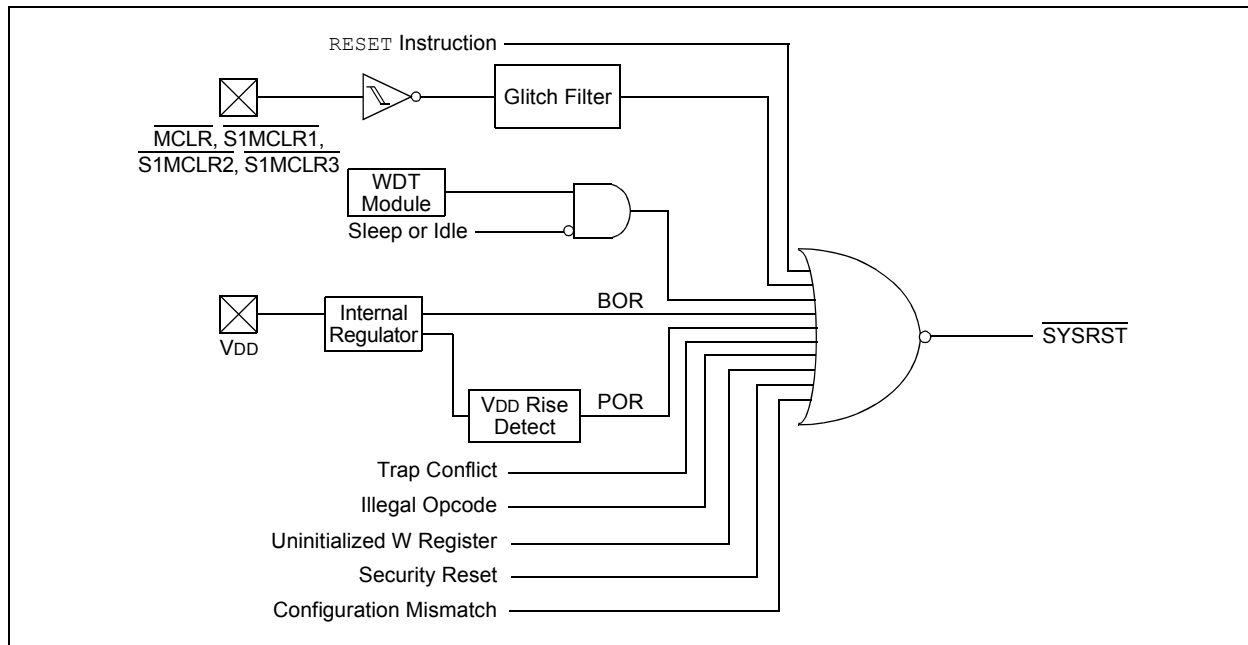 RESET Instruction
Glitch Filter
MCLR, S1MCLR1,
S1MCLR2, S1MCLR3
WDT
Module
Sleep or Idle
BOR
Internal
Regulator
VDD
SYSRST
VDD Rise
Detect
POR
Trap Conflict
Illegal Opcode
Uninitialized W Register
Security Reset
Configuration Mismatch